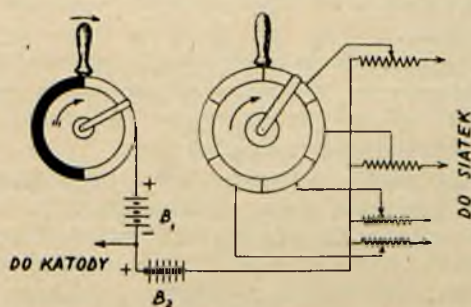 +
B₁
−
DO KATODY
+
B₂
DO SIATEK